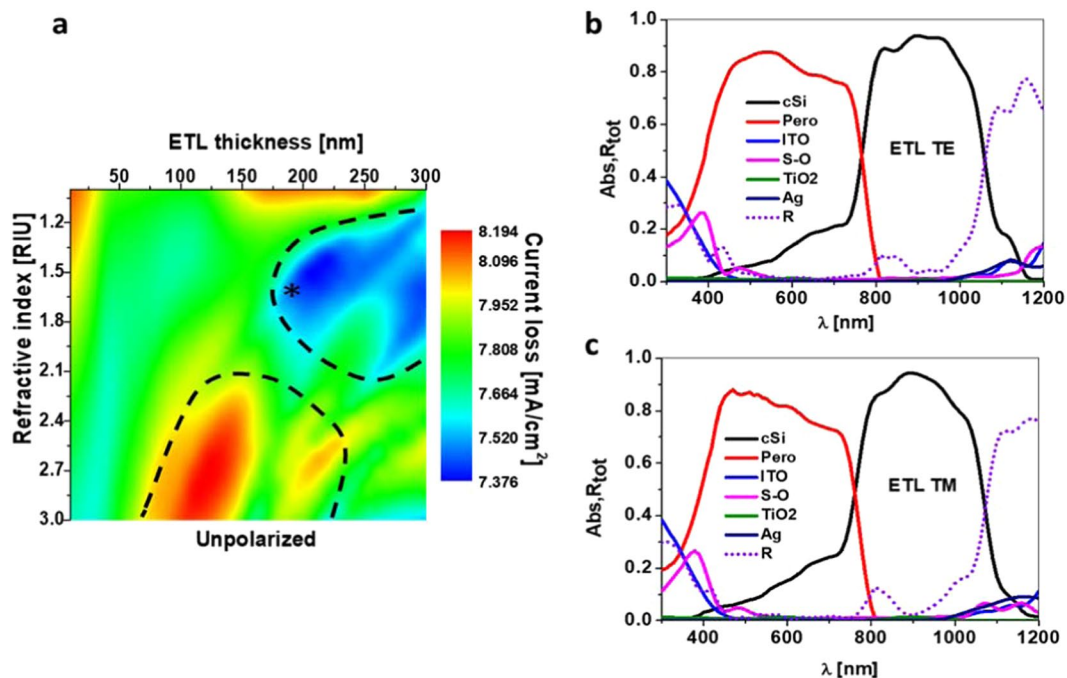 a
ETL thickness [nm]
50 100 150 200 250 300
Refractive index [RIU]
1.2
1.5
1.8
2.1
2.4
2.7
3.0
*
Unpolarized
8.194
8.096
7.952
7.808
7.664
7.520
7.376
Current loss [mA/cm²]
b
Abs,Rtot
1.0
0.8
0.6
0.4
0.2
0.0
cSi
Pero
ITO
S-O
TiO2
Ag
R
ETL TE
400 600 800 1000 1200
λ [nm]
c
Abs,Rtot
1.0
0.8
0.6
0.4
0.2
0.0
cSi
Pero
ITO
S-O
TiO2
Ag
R
ETL TM
400 600 800 1000 1200
λ [nm]